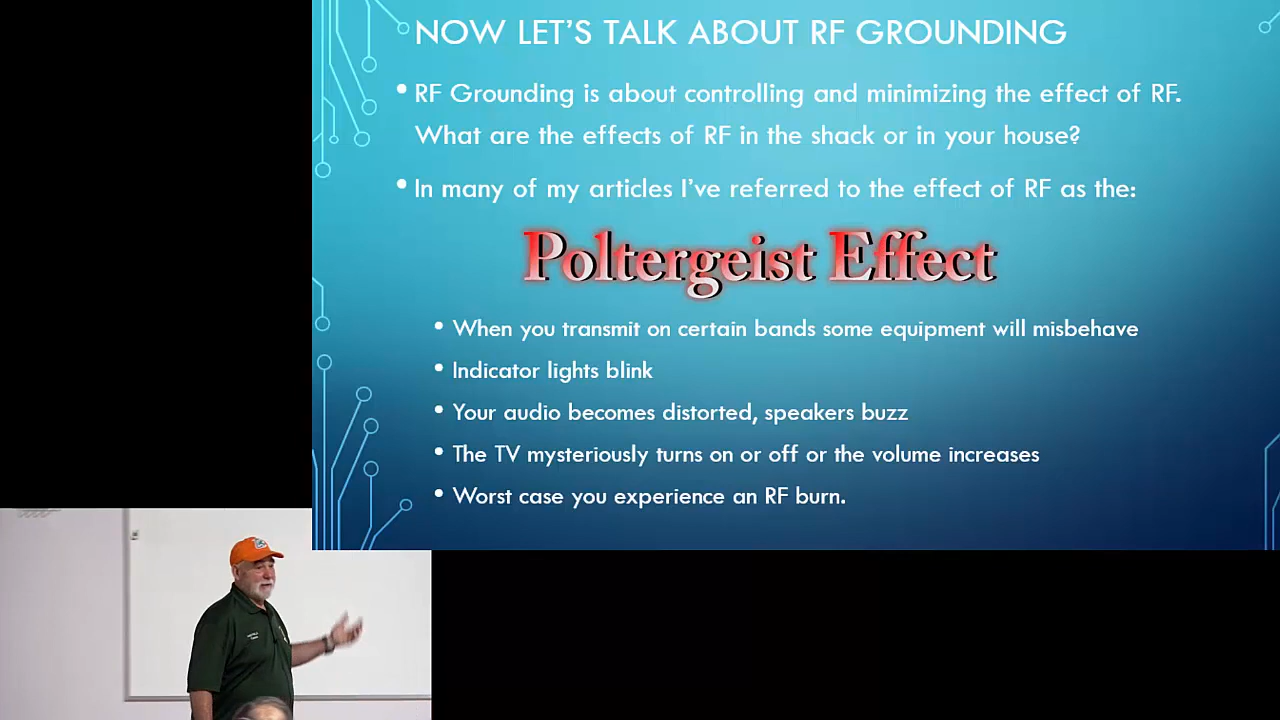 NOW LET'S TALK ABOUT RF GROUNDING
• RF Grounding is about controlling and minimizing the effect of RF.
What are the effects of RF in the shack or in your house?
• In many of my articles I've referred to the effect of RF as the:
Poltergeist Effect
• When you transmit on certain bands some equipment will misbehave
• Indicator lights blink
• Your audio becomes distorted, speakers buzz
• The TV mysteriously turns on or off or the volume increases
• Worst case you experience an RF burn.